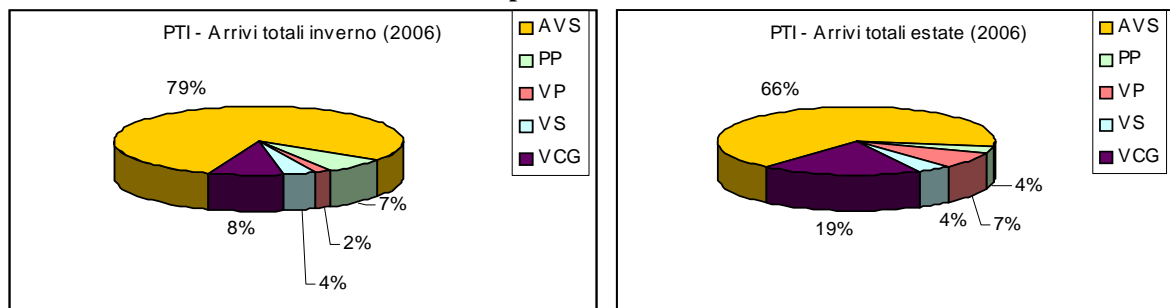 PTI - Arrivi totali inverno (2006)
79%
7%
2%
4%
8%
AVS
PP
VP
VS
VCG
PTI - Arrivi totali estate (2006)
66%
4%
7%
4%
19%
AVS
PP
VP
VS
VCG